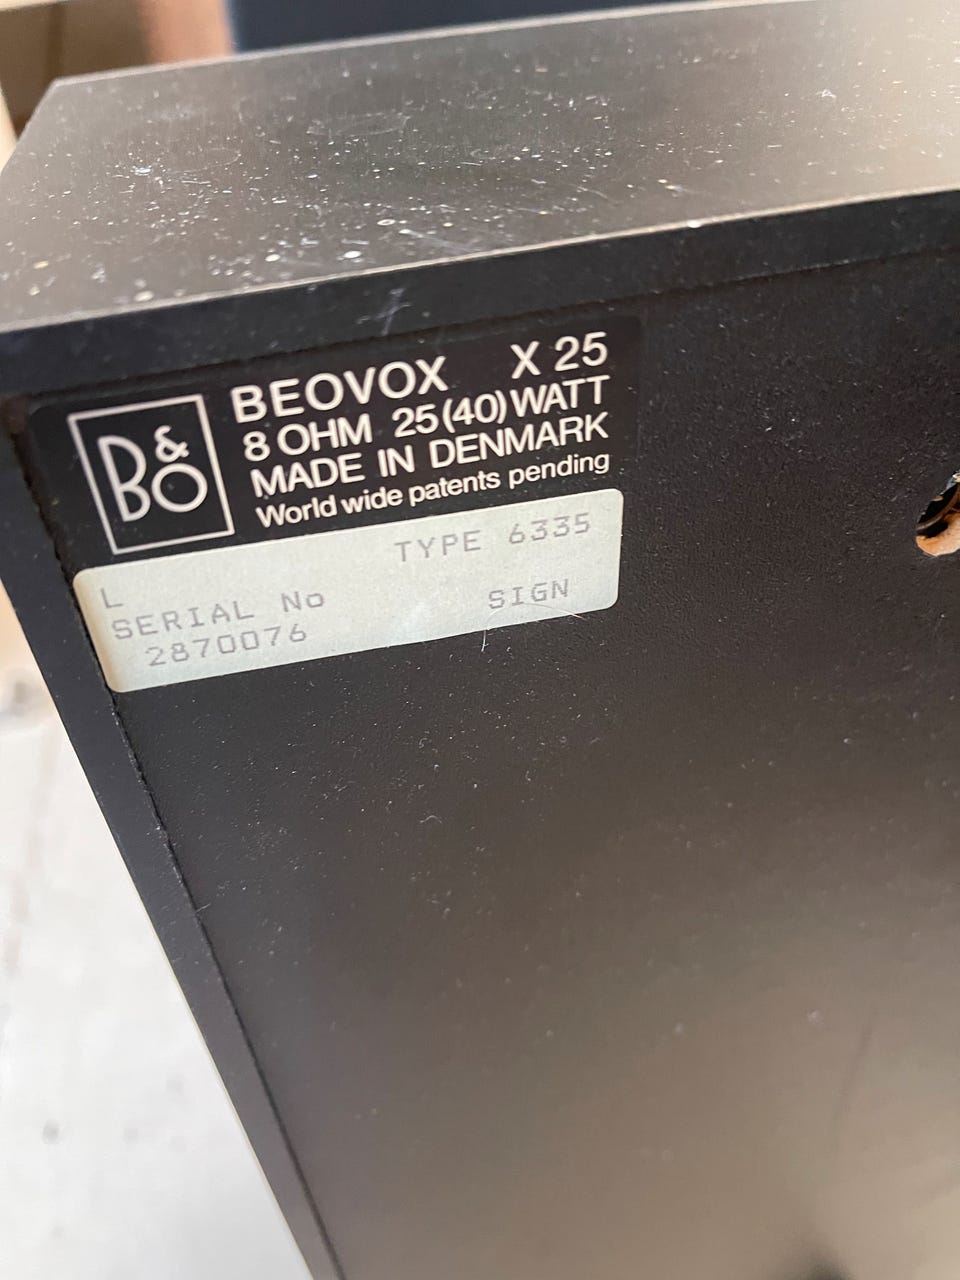 B&O
BEOVOX X 25
8 OHM 25(40) WATT
MADE IN DENMARK
World wide patents pending
TYPE 6335
L
SERIAL No SIGN
2870076